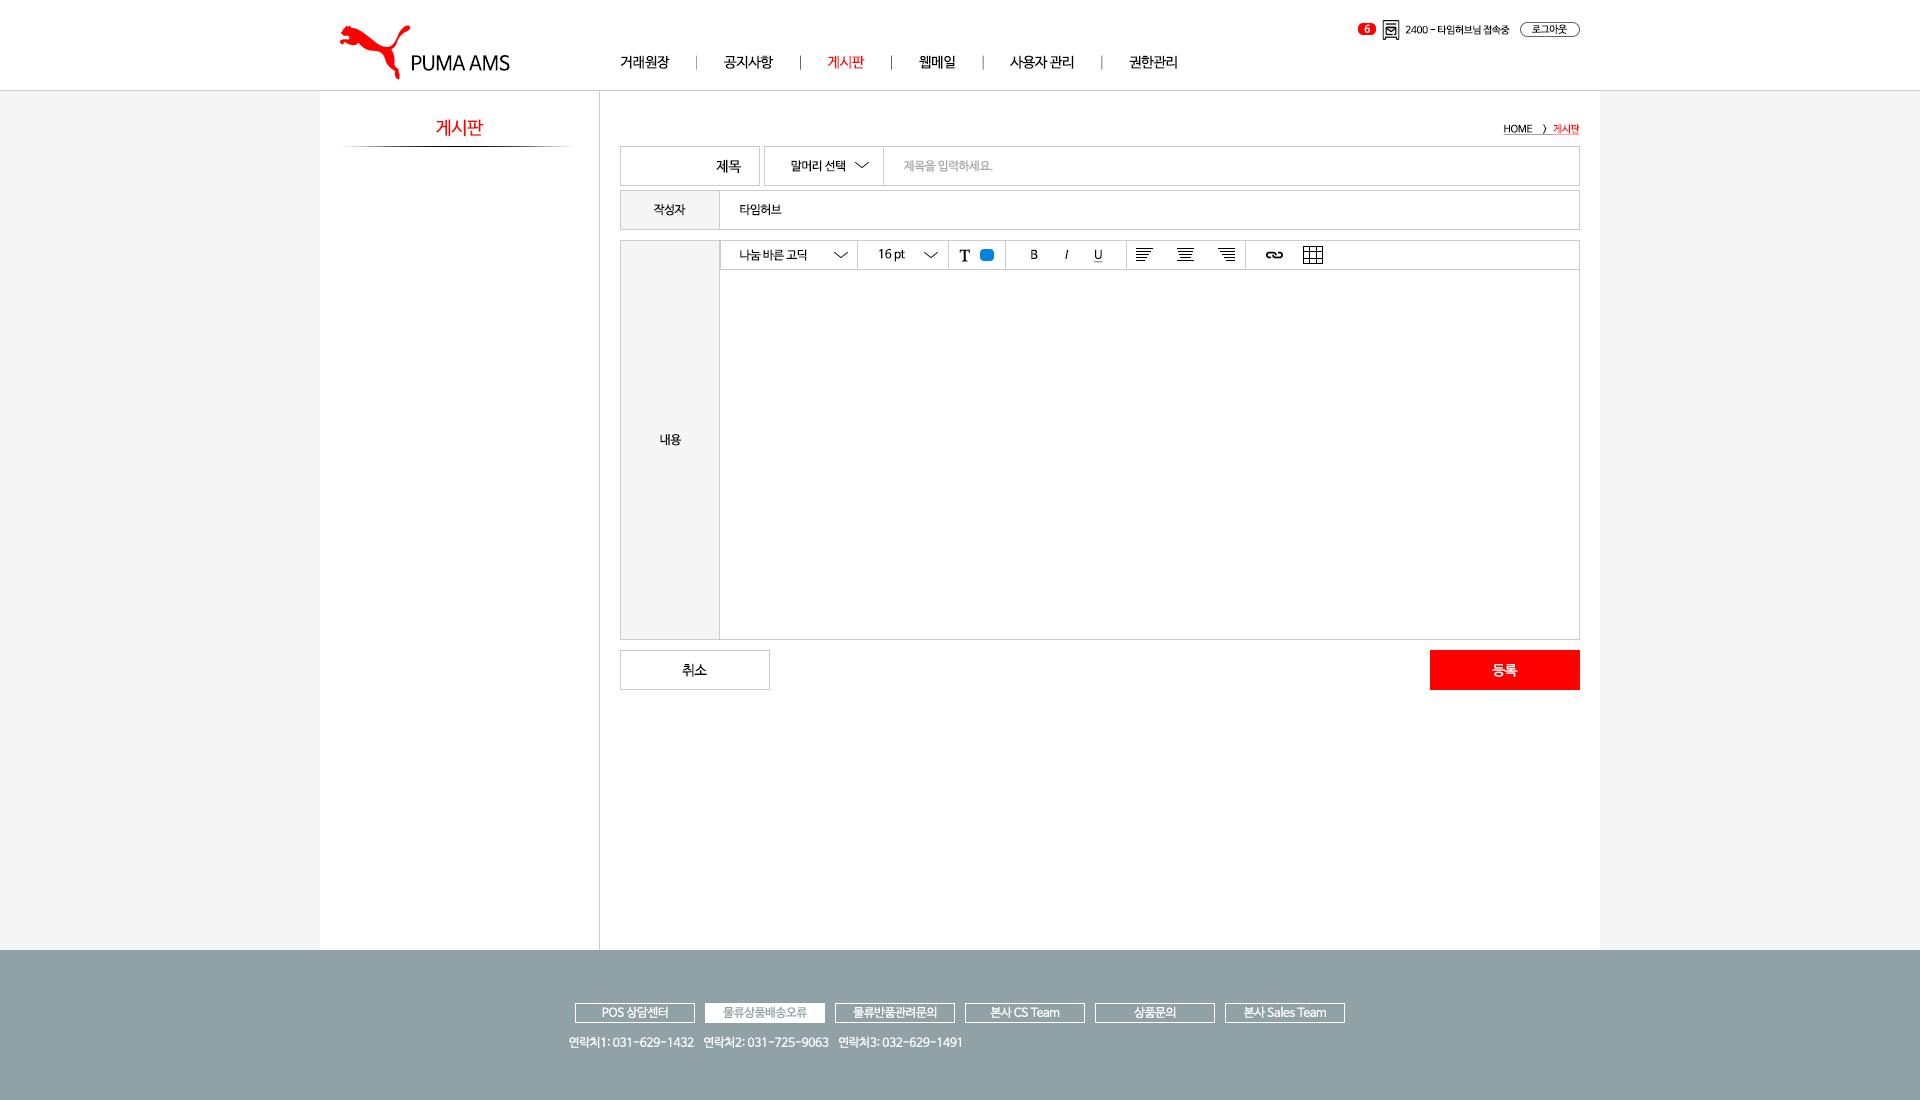 6 2400 - 타임허브님 접속중 로그아웃
PUMA AMS
거래원장 | 공지사항 | 게시판 | 웹메일 | 사용자 관리 | 권한관리
게시판
HOME > 게시판
제목 말머리 선택 제목을 입력하세요.
작성자 타임허브
나눔 바른 고딕 16 pt T B I U
내용
취소 등록
POS 상담센터 물류상품배송오류 물류반품관려문의 본사 CS Team 상품문의 본사 Sales Team
연락처1: 031-629-1432 연락처2: 031-725-9063 연락처3: 032-629-1491